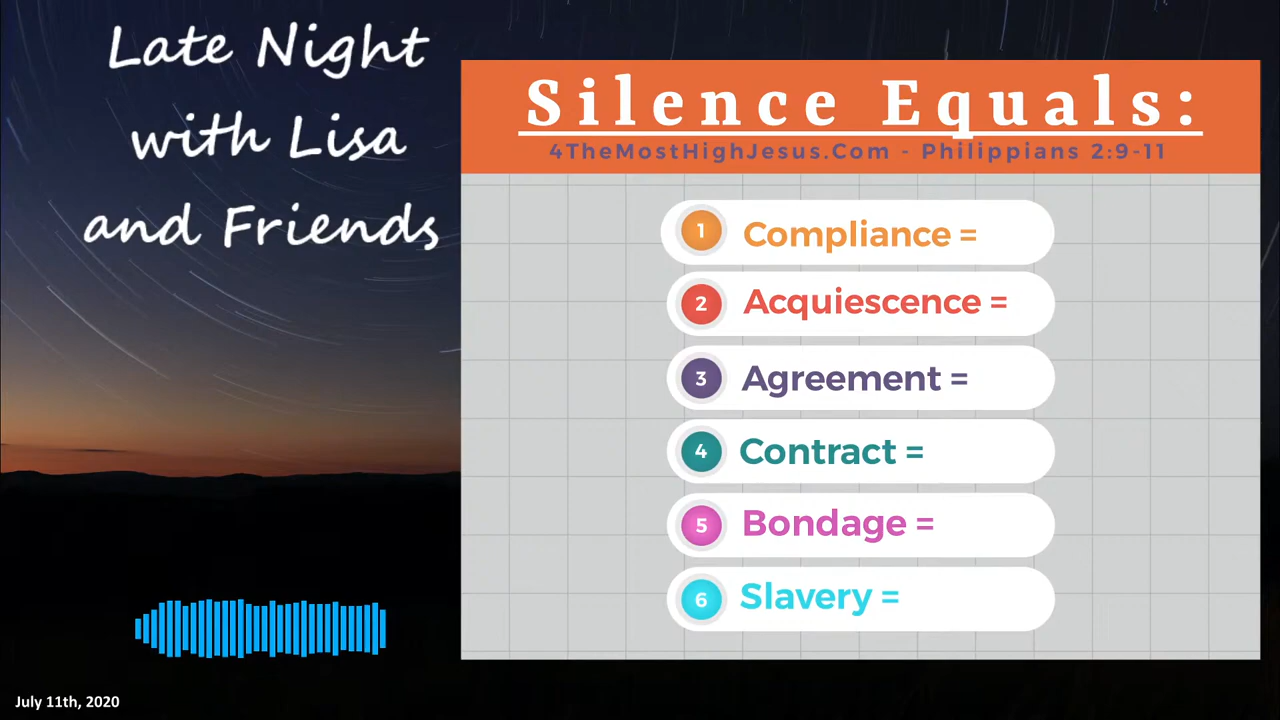 Late Night
with Lisa
and Friends
Silence Equals:
4TheMostHighJesus.Com - Philippians 2:9-11
1 Compliance =
2 Acquiescence =
3 Agreement =
4 Contract =
5 Bondage =
6 Slavery =
July 11th, 2020